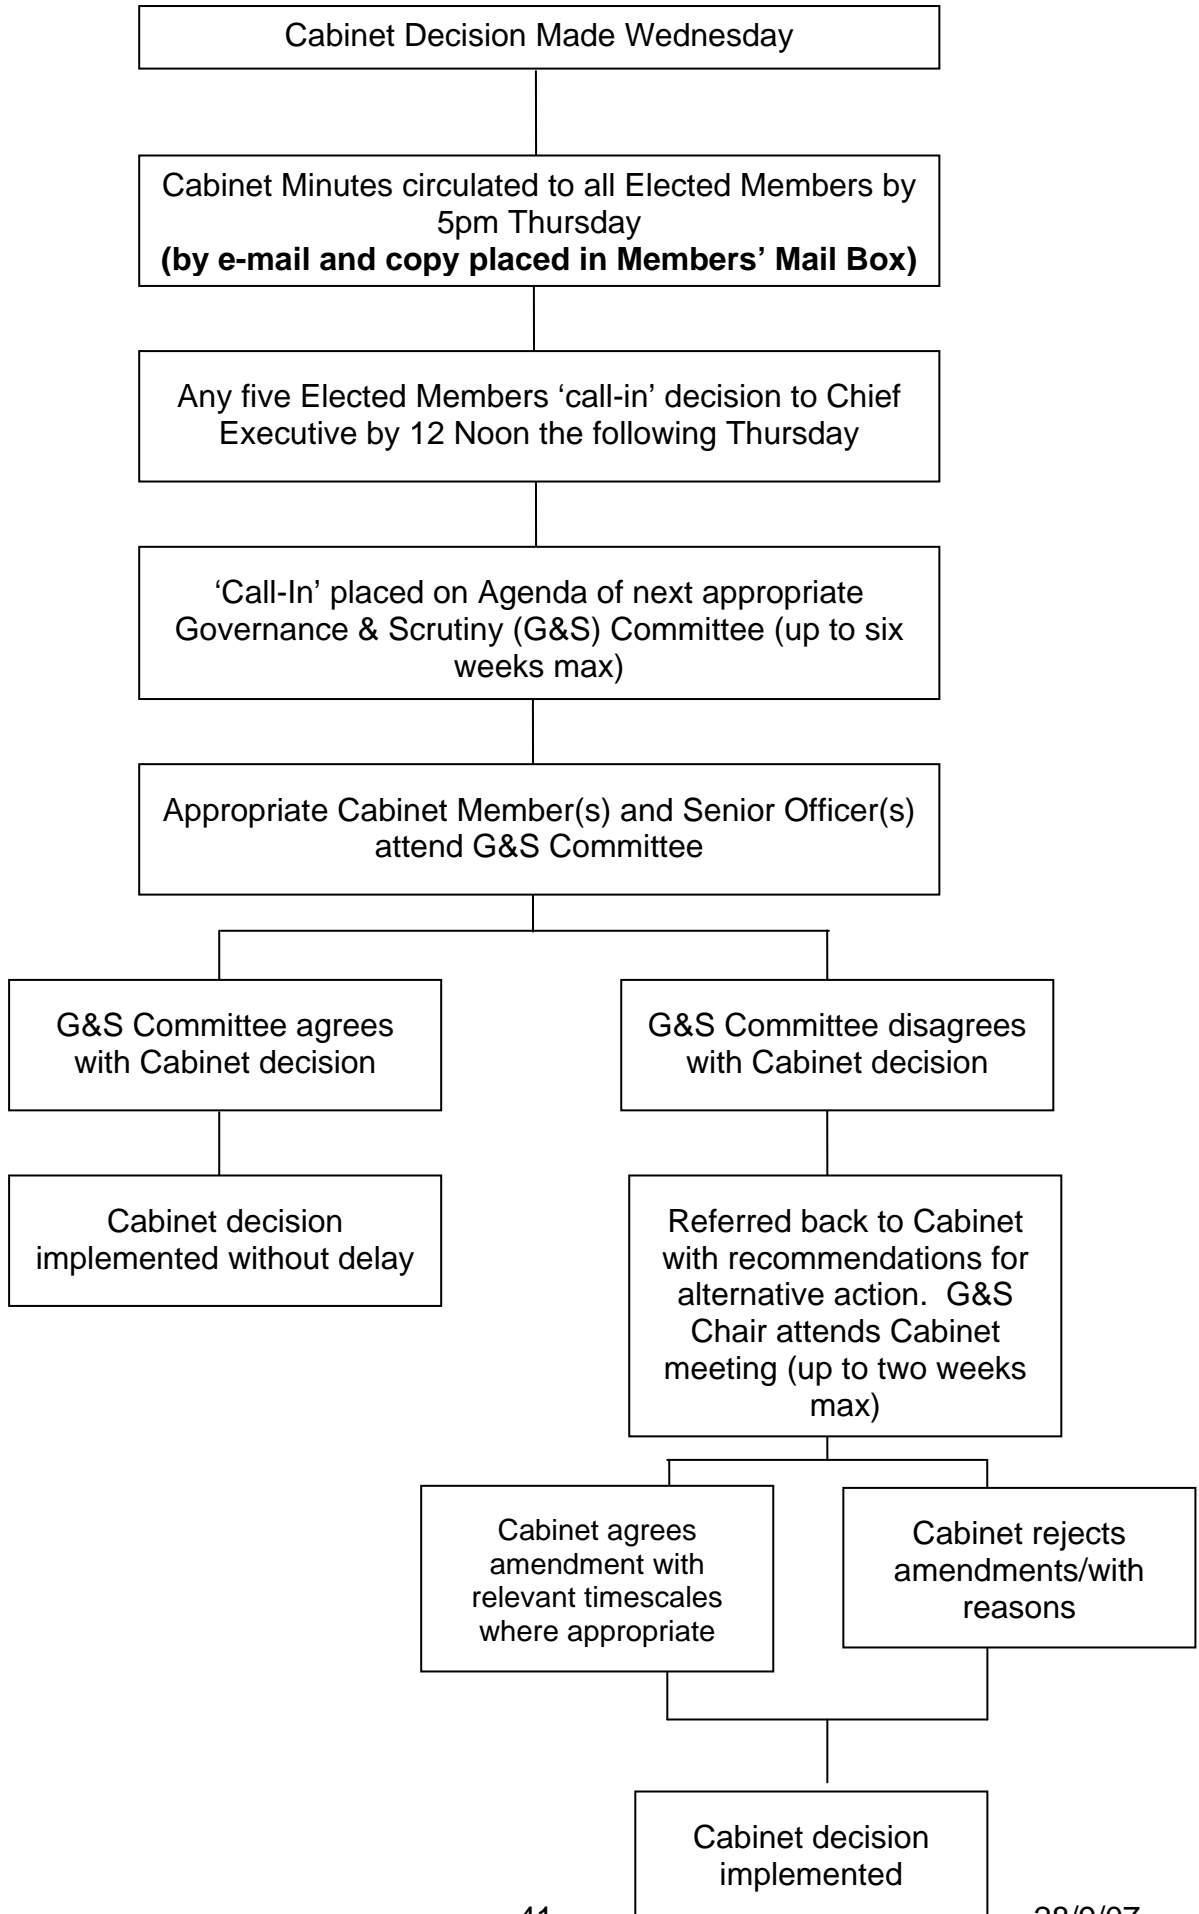 Cabinet Decision Made Wednesday
Cabinet Minutes circulated to all Elected Members by
5pm Thursday
(by e-mail and copy placed in Members’ Mail Box)
Any five Elected Members ‘call-in’ decision to Chief
Executive by 12 Noon the following Thursday
‘Call-In’ placed on Agenda of next appropriate
Governance & Scrutiny (G&S) Committee (up to six
weeks max)
Appropriate Cabinet Member(s) and Senior Officer(s)
attend G&S Committee
G&S Committee agrees
with Cabinet decision
G&S Committee disagrees
with Cabinet decision
Cabinet decision
implemented without delay
Referred back to Cabinet
with recommendations for
alternative action. G&S
Chair attends Cabinet
meeting (up to two weeks
max)
Cabinet agrees
amendment with
relevant timescales
where appropriate
Cabinet rejects
amendments/with
reasons
Cabinet decision
implemented
41